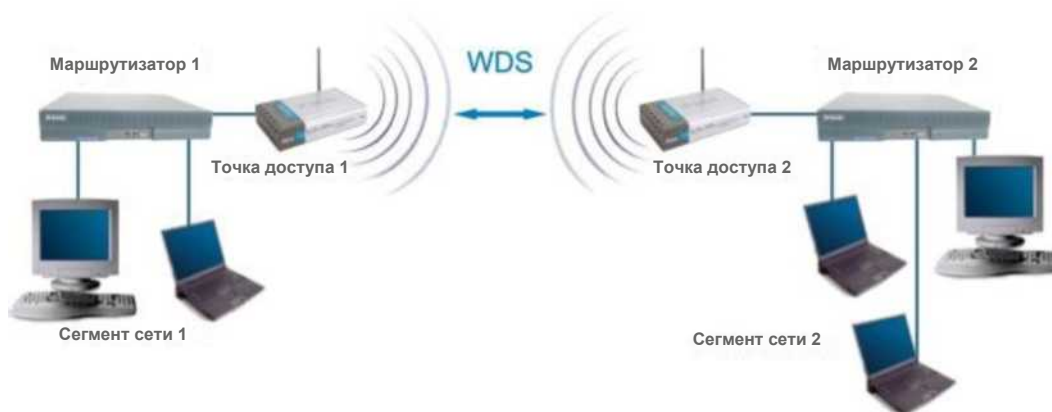 WDS
Маршрутизатор 1
Маршрутизатор 2
Точка доступа 1
Точка доступа 2
Сегмент сети 1
Сегмент сети 2